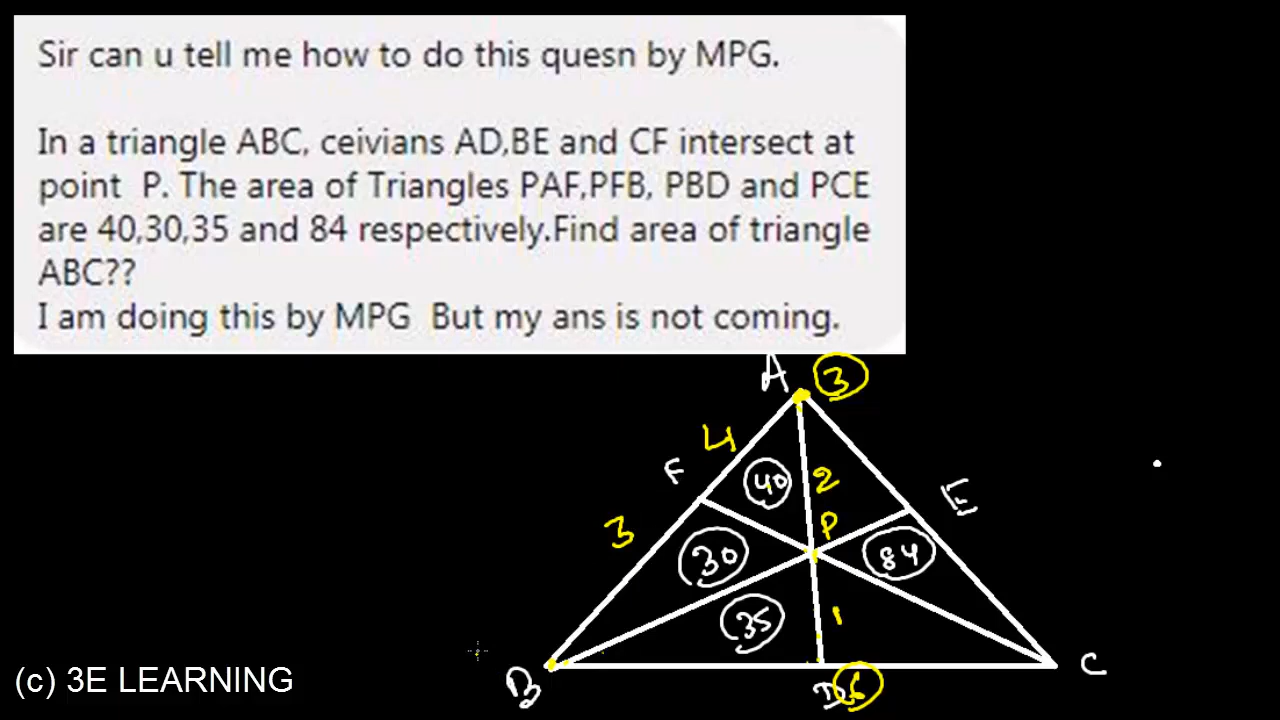 Sir can u tell me how to do this quesn by MPG.
In a triangle ABC, ceivians AD,BE and CF intersect at
point P. The area of Triangles PAF,PFB, PBD and PCE
are 40,30,35 and 84 respectively.Find area of triangle
ABC??
I am doing this by MPG But my ans is not coming.
A 3
4
F 40 2 E
3 P
30 84
35 1
B D 6 C
(c) 3E LEARNING